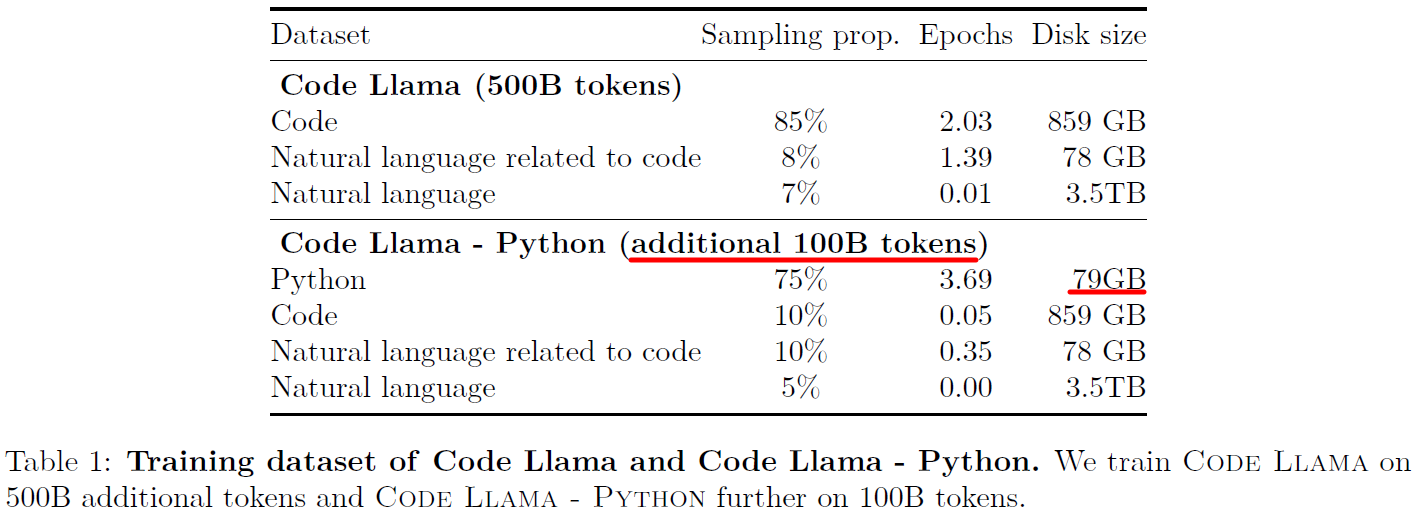 Dataset Sampling prop. Epochs Disk size
Code Llama (500B tokens)
Code 85% 2.03 859 GB
Natural language related to code 8% 1.39 78 GB
Natural language 7% 0.01 3.5TB
Code Llama - Python (additional 100B tokens)
Python 75% 3.69 79GB
Code 10% 0.05 859 GB
Natural language related to code 10% 0.35 78 GB
Natural language 5% 0.00 3.5TB
Table 1: Training dataset of Code Llama and Code Llama - Python. We train Code Llama on
500B additional tokens and Code Llama - Python further on 100B tokens.